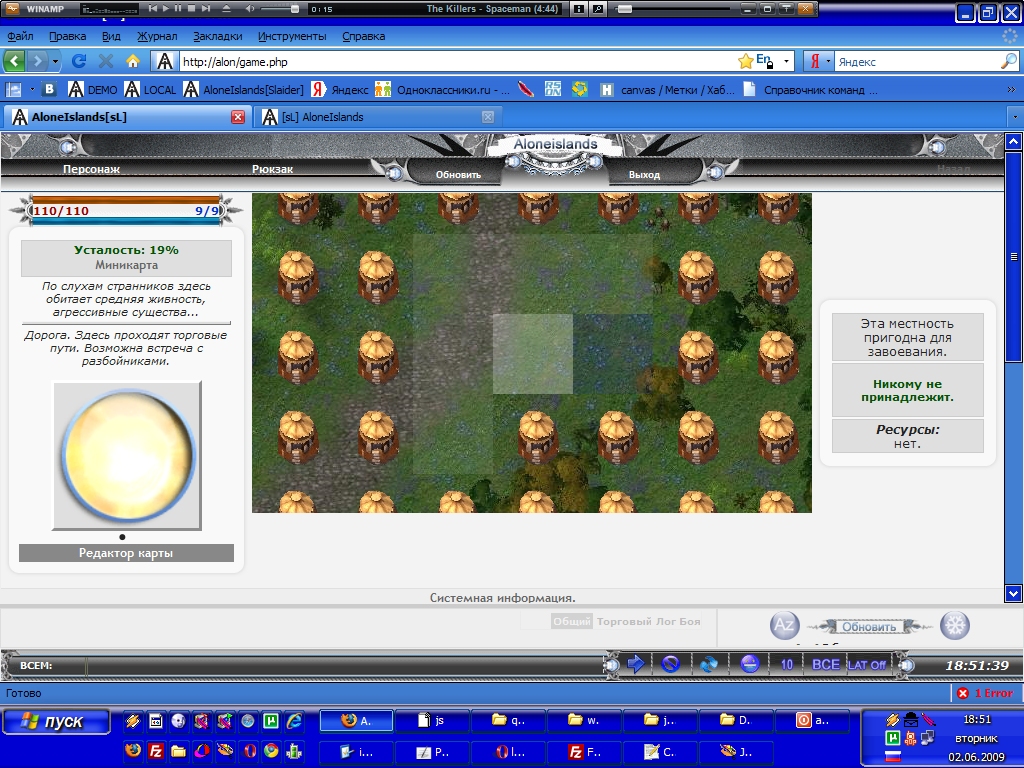 WINAMP
0:15
The Killers - Spaceman (4:44)
Файл Правка Вид Журнал Закладки Инструменты Справка
http://alon/game.php
En
Я
Яндекс
B DEMO LOCAL AloneIslands[Slaider] Я Яндекс Одноклассники.ru - ... RS ON H canvas / Метки / Хаб... Справочник команд ... »
AloneIslands[sL]
[sL] AloneIslands
Aloneislands
Персонаж Рюкзак Обновить Выход Назад
110/110 9/9
Усталость: 19%
Миникарта
По слухам странников здесь
обитает средняя живность,
агрессивные существа...
Дорога. Здесь проходят торговые
пути. Возможна встреча с
разбойниками.
Редактор карты
Эта местность
пригодна для
завоевания.
Никому не
принадлежит.
Ресурсы:
нет.
Системная информация.
Общий Торговый Лог Боя
Az Обновить
ВСЕМ:
10 ВСЕ LAT Off
18:51:39
Готово
1 Error
пуск
A.
js
q..
w.
j..
D.
a..
i...
P..
l...
F..
C.
J..
18:51
вторник
02.06.2009